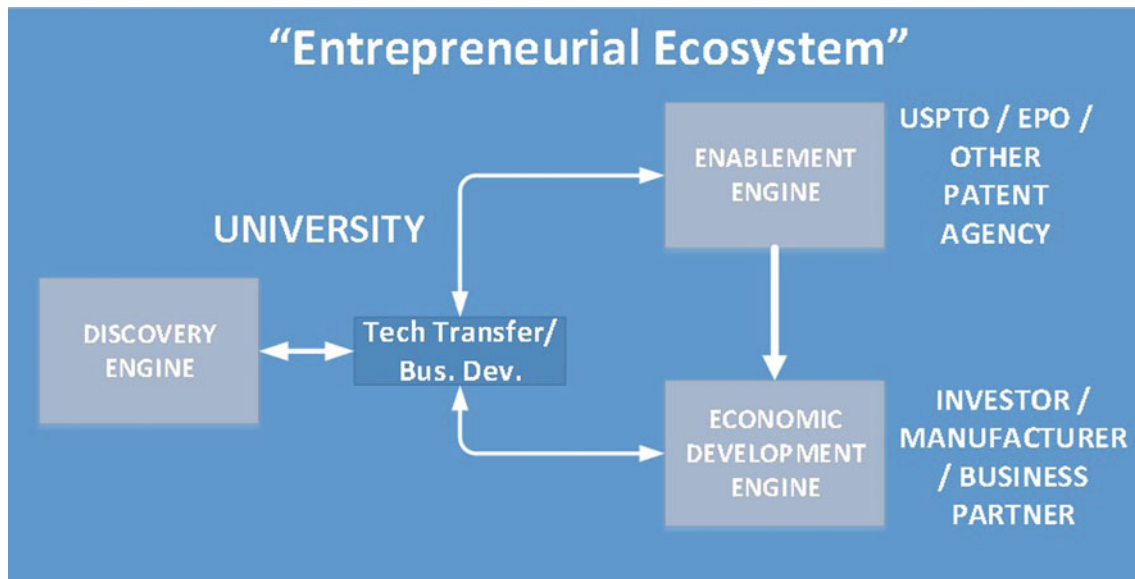 “Entrepreneurial Ecosystem”
ENABLEMENT
ENGINE
USPTO / EPO /
OTHER
PATENT
AGENCY
UNIVERSITY
DISCOVERY
ENGINE
Tech Transfer/
Bus. Dev.
ECONOMIC
DEVELOPMENT
ENGINE
INVESTOR /
MANUFACTURER
/ BUSINESS
PARTNER